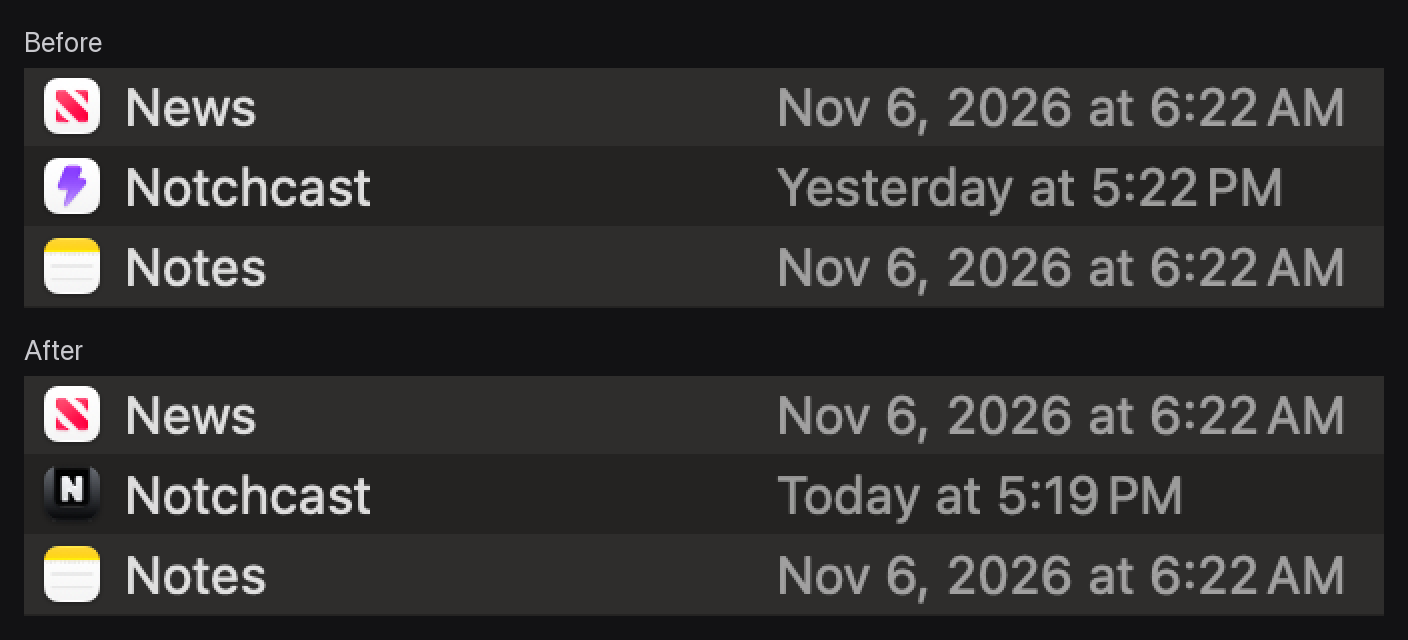 Before
News Nov 6, 2026 at 6:22 AM
Notchcast Yesterday at 5:22 PM
Notes Nov 6, 2026 at 6:22 AM
After
News Nov 6, 2026 at 6:22 AM
N Notchcast Today at 5:19 PM
Notes Nov 6, 2026 at 6:22 AM